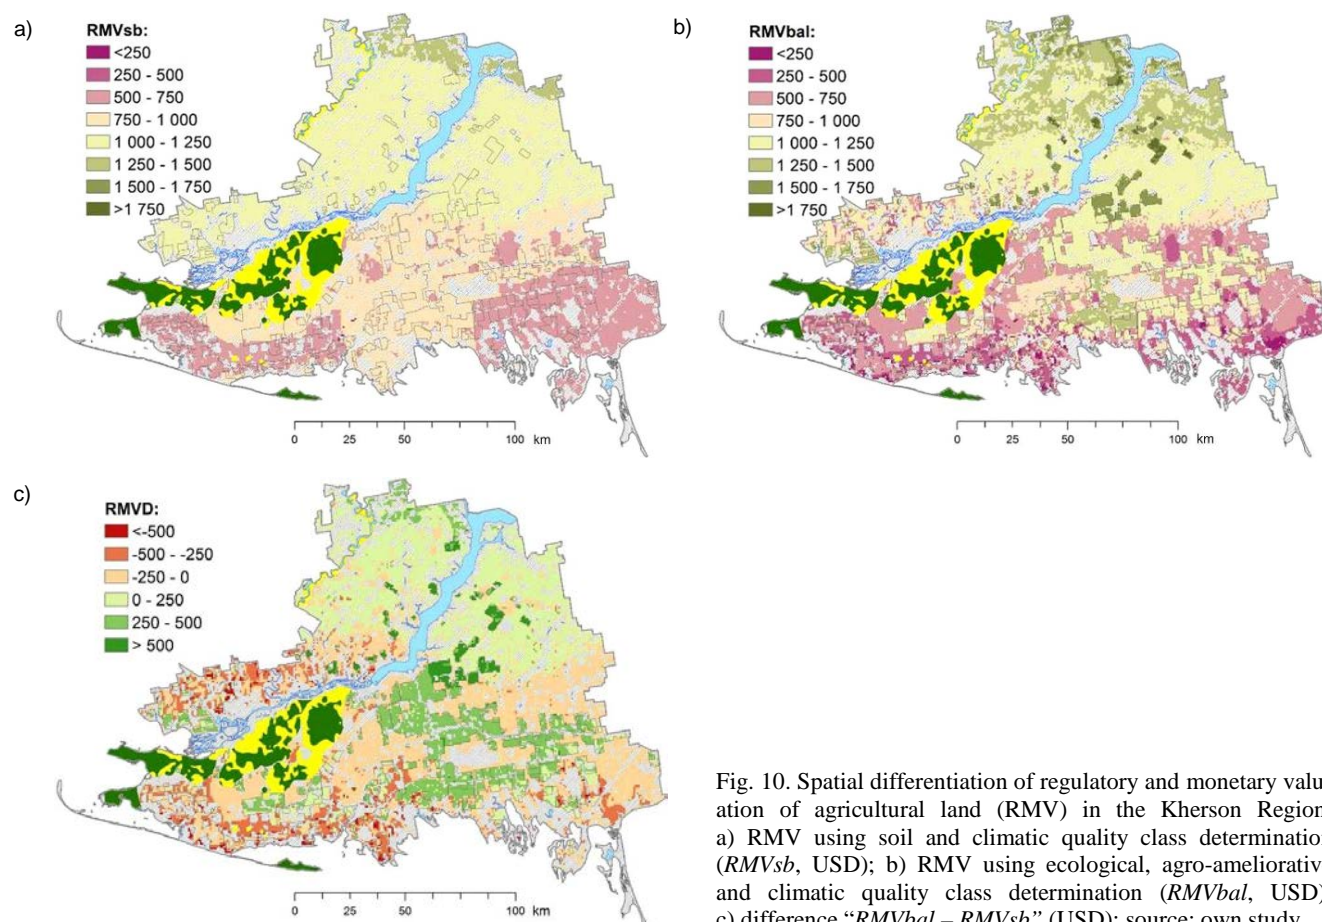 a)
RMVsb:
<250
250 - 500
500 - 750
750 - 1 000
1 000 - 1 250
1 250 - 1 500
1 500 - 1 750
>1 750
0 25 50 100 km
b)
RMVbal:
<250
250 - 500
500 - 750
750 - 1 000
1 000 - 1 250
1 250 - 1 500
1 500 - 1 750
>1 750
0 25 50 100 km
c)
RMVD:
<-500
-500 - -250
-250 - 0
0 - 250
250 - 500
> 500
0 25 50 100 km
Fig. 10. Spatial differentiation of regulatory and monetary valu
ation of agricultural land (RMV) in the Kherson Region
a) RMV using soil and climatic quality class determination
(RMVsb, USD); b) RMV using ecological, agro-ameliorativ
and climatic quality class determination (RMVbal, USD)
c) difference “RMVbal – RMVsb” (USD); source: own study